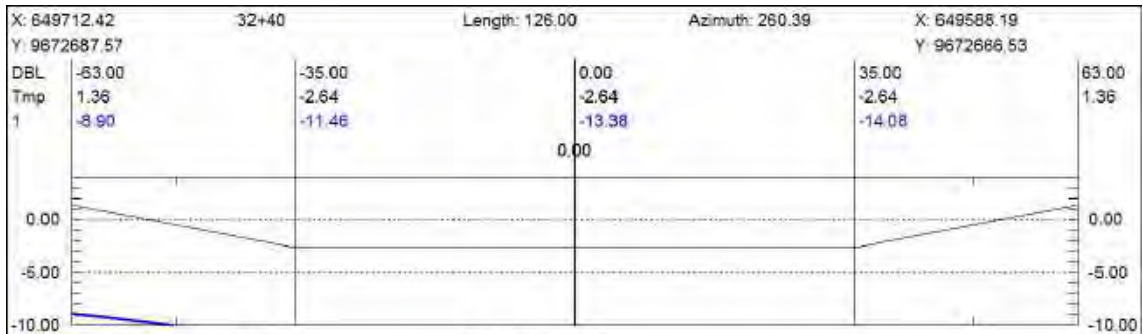 X: 649712.42 32+40 Length: 126.00 Azimuth: 260.39 X: 649588.19
Y: 9672687.57 Y: 9672666.53
DBL -63.00 -35.00 0.00 35.00 63.00
Tmp 1.36 -2.64 -2.64 -2.64 1.36
1 -8.90 -11.46 -13.38 -14.08
0.00
0.00 0.00
-5.00 -5.00
-10.00 -10.00